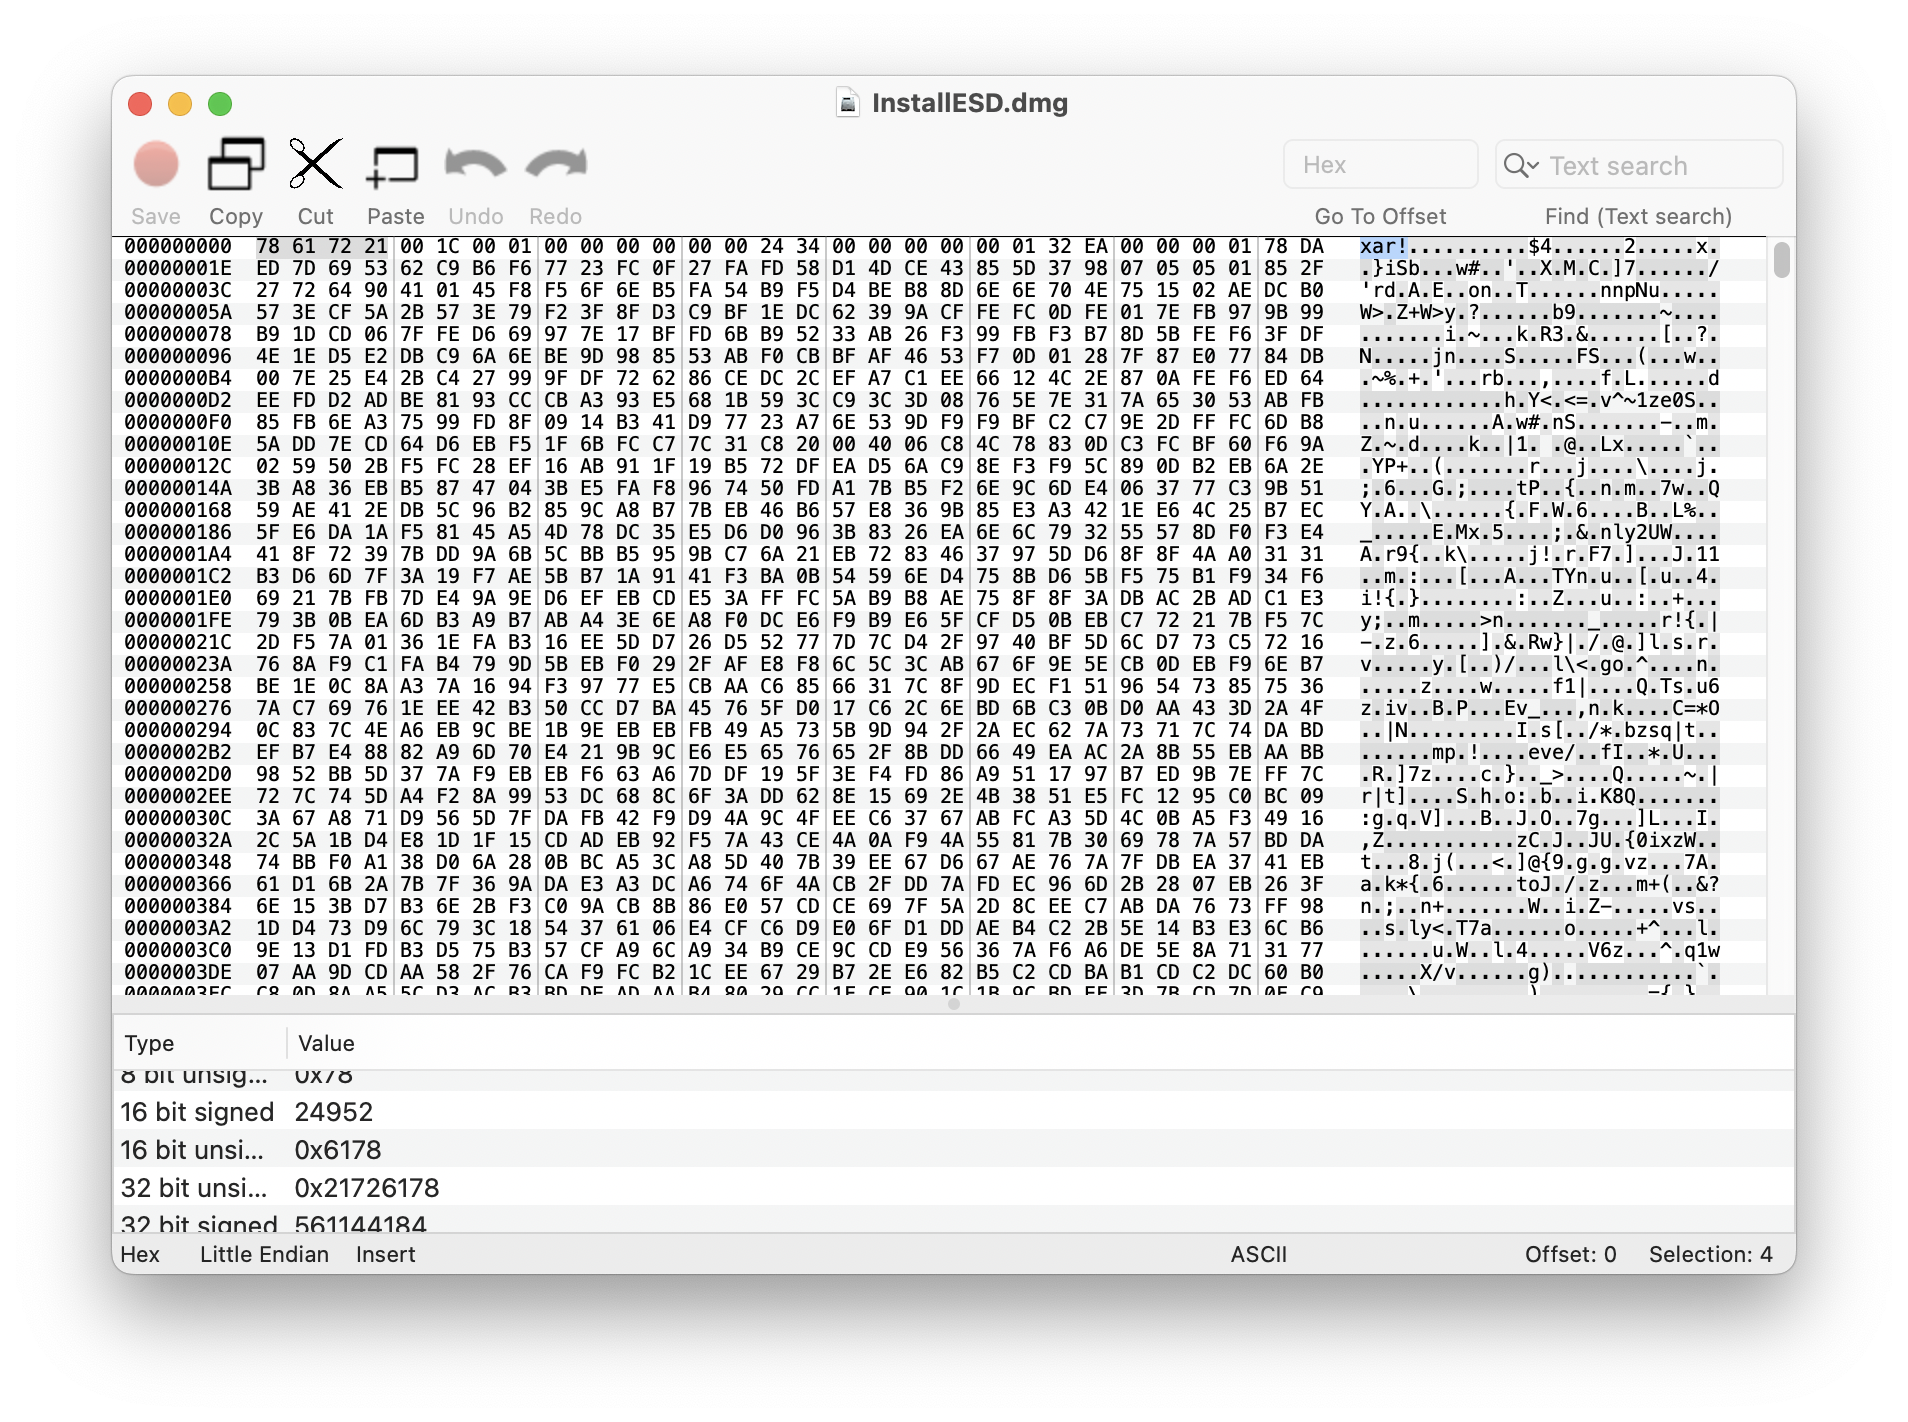 InstallESD.dmg
Hex
Text search
Save Copy Cut Paste Undo Redo Go To Offset Find (Text search)
000000000 78 61 72 21 00 1C 00 01 00 00 00 00 00 00 24 34 00 00 00 00 00 01 32 EA 00 00 00 01 78 DA xar!..........$4......2.....x.
00000001E ED 7D 69 53 62 C9 B6 F6 77 23 FC 0F 27 FA FD 58 D1 4D CE 43 85 5D 37 98 07 05 05 01 85 2F .}iSb...w#..'..X.M.C.]7....../
00000003C 27 72 64 90 41 01 45 F8 F5 6F 6E B5 FA 54 B9 F5 D4 BE B8 8D 6E 6E 70 4E 75 15 02 AE DC B0 'rd.A.E..on..T......nnpNu.....
00000005A 57 3E CF 5A 2B 57 3E 79 F2 3F 8F D3 C9 BF 1E DC 62 39 9A CF FE FC 0D FE 01 7E FB 97 9B 99 W>.Z+W>y.?......b9.......~....
000000078 B9 1D CD 06 7F FE D6 69 97 7E 17 BF FD 6B B9 52 33 AB 26 F3 99 FB F3 B7 8D 5B FE F6 3F DF .......i.~...k.R3.&......[..?.
000000096 4E 1E D5 E2 DB C9 6A 6E BE 9D 98 85 53 AB F0 CB BF AF 46 53 F7 0D 01 28 7F 87 E0 77 84 DB N.....jn....S.....FS...(...w..
0000000B4 00 7E 25 E4 2B C4 27 99 9F DF 72 62 86 CE DC 2C EF A7 C1 EE 66 12 4C 2E 87 0A FE F6 ED 64 .~%.+.'...rb...,....f.L......d
0000000D2 EE FD D2 AD BE 81 93 CC CB A3 93 E5 68 1B 59 3C C9 3C 3D 08 76 5E 7E 31 7A 65 30 53 AB FB ............h.Y<.<=.v^~1ze0S..
0000000F0 85 FB 6E A3 75 99 FD 8F 09 14 B3 41 D9 77 23 A7 6E 53 9D F9 F9 BF C2 C7 9E 2D FF FC 6D B8 ..n.u......A.w#.nS.......-..m.
00000010E 5A DD 7E CD 64 D6 EB F5 1F 6B FC C7 7C 31 C8 20 00 40 06 C8 4C 78 83 0D C3 FC BF 60 F6 9A Z.~.d....k..|1. .@..Lx.....`..
00000012C 02 59 50 2B F5 FC 28 EF 16 AB 91 1F 19 B5 72 DF EA D5 6A C9 8E F3 F9 5C 89 0D B2 EB 6A 2E .YP+..(.......r...j....\....j.
00000014A 3B A8 36 EB B5 87 47 04 3B E5 FA F8 96 74 50 FD A1 7B B5 F2 6E 9C 6D E4 06 37 77 C3 9B 51 ;.6...G.;....tP..{..n.m..7w..Q
000000168 59 AE 41 2E DB 5C 96 B2 85 9C A8 B7 7B EB 46 B6 57 E8 36 9B 85 E3 A3 42 1E E6 4C 25 B7 EC Y.A..\......{.F.W.6....B..L%..
000000186 5F E6 DA 1A F5 81 45 A5 4D 78 DC 35 E5 D6 D0 96 3B 83 26 EA 6E 6C 79 32 55 57 8D F0 F3 E4 _.....E.Mx.5....;.&.nly2UW....
0000001A4 41 8F 72 39 7B DD 9A 6B 5C BB B5 95 9B C7 6A 21 EB 72 83 46 37 97 5D D6 8F 8F 4A A0 31 31 A.r9{..k\.....j!.r.F7.]...J.11
0000001C2 B3 D6 6D 7F 3A 19 F7 AE 5B B7 1A 91 41 F3 BA 0B 54 59 6E D4 75 8B D6 5B F5 75 B1 F9 34 F6 ..m.:...[...A...TYn.u..[.u..4.
0000001E0 69 21 7B FB 7D E4 9A 9E D6 EF EB CD E5 3A FF FC 5A B9 B8 AE 75 8F 8F 3A DB AC 2B AD C1 E3 i!{.}........:..Z...u..:..+...
0000001FE 79 3B 0B EA 6D B3 A9 B7 AB A4 3E 6E A8 F0 DC E6 F9 B9 E6 5F CF D5 0B EB C7 72 21 7B F5 7C y;..m.....>n......._.....r!{.|
00000021C 2D F5 7A 01 36 1E FA B3 16 EE 5D D7 26 D5 52 77 7D 7C D4 2F 97 40 BF 5D 6C D7 73 C5 72 16 -.z.6.....].&.Rw}|./.@.]l.s.r.
00000023A 76 8A F9 C1 FA B4 79 9D 5B EB F0 29 2F AF E8 F8 6C 5C 3C AB 67 6F 9E 5E CB 0D EB F9 6E B7 v.....y.[..)/...l\<.go.^....n.
000000258 BE 1E 0C 8A A3 7A 16 94 F3 97 77 E5 CB AA C6 85 66 31 7C 8F 9D EC F1 51 96 54 73 85 75 36 .....z....w.....f1|....Q.Ts.u6
000000276 7A C7 69 76 1E EE 42 B3 50 CC D7 BA 45 76 5F D0 17 C6 2C 6E BD 6B C3 0B D0 AA 43 3D 2A 4F z.iv..B.P...Ev_...,n.k....C=*O
000000294 0C 83 7C 4E A6 EB 9C BE 1B 9E EB EB FB 49 A5 73 5B 9D 94 2F 2A EC 62 7A 73 71 7C 74 DA BD ..|N.........I.s[../*.bzsq|t..
0000002B2 EF B7 E4 88 82 A9 6D 70 E4 21 9B 9C E6 E5 65 76 65 2F 8B DD 66 49 EA AC 2A 8B 55 EB AA BB ......mp.!....eve/..fI..*.U...
0000002D0 98 52 BB 5D 37 7A F9 EB EB F6 63 A6 7D DF 19 5F 3E F4 FD 86 A9 51 17 97 B7 ED 9B 7E FF 7C .R.]7z....c.}.._>....Q.....~.|
0000002EE 72 7C 74 5D A4 F2 8A 99 53 DC 68 8C 6F 3A DD 62 8E 15 69 2E 4B 38 51 E5 FC 12 95 C0 BC 09 r|t]....S.h.o:.b..i.K8Q.......
00000030C 3A 67 A8 71 D9 56 5D 7F DA FB 42 F9 D9 4A 9C 4F EE C6 37 67 AB FC A3 5D 4C 0B A5 F3 49 16 :g.q.V]...B..J.O..7g...]L...I.
00000032A 2C 5A 1B D4 E8 1D 1F 15 CD AD EB 92 F5 7A 43 CE 4A 0A F9 4A 55 81 7B 30 69 78 7A 57 BD DA ,Z...........zC.J..JU.{0ixzW..
000000348 74 BB F0 A1 38 D0 6A 28 0B BC A5 3C A8 5D 40 7B 39 EE 67 D6 67 AE 76 7A 7F DB EA 37 41 EB t...8.j(...<.]@{9.g.g.vz...7A.
000000366 61 D1 6B 2A 7B 7F 36 9A DA E3 A3 DC A6 74 6F 4A CB 2F DD 7A FD EC 96 6D 2B 28 07 EB 26 3F a.k*{.6......toJ./.z...m+(..&?
000000384 6E 15 3B D7 B3 6E 2B F3 C0 9A CB 8B 86 E0 57 CD CE 69 7F 5A 2D 8C EE C7 AB DA 76 73 FF 98 n.;..n+.......W..i.Z-.....vs..
0000003A2 1D D4 73 D9 6C 79 3C 18 54 37 61 06 E4 CF C6 D9 E0 6F D1 DD AE B4 C2 2B 5E 14 B3 E3 6C B6 ..s.ly<.T7a......o.....+^...l.
0000003C0 9E 13 D1 FD B3 D5 75 B3 57 CF A9 6C A9 34 B9 CE 9C CD E9 56 36 7A F6 A6 DE 5E 8A 71 31 77 ......u.W..l.4.....V6z...^.q1w
0000003DE 07 AA 9D CD AA 58 2F 76 CA F9 FC B2 1C EE 67 29 B7 2E E6 82 B5 C2 CD BA B1 CD C2 DC 60 B0 .....X/v......g)............`.
0000003FC C8 0D 8A A5 5C D3 AC B3 BD DE AD AA B4 80 29 CC 1F CE 90 1C 1B 9C BD EE 3D 7B CD 7D 0F C9
Type Value
8 bit unsig... 0x78
16 bit signed 24952
16 bit unsi... 0x6178
32 bit unsi... 0x21726178
32 bit signed 561144184
Hex Little Endian Insert ASCII Offset: 0 Selection: 4